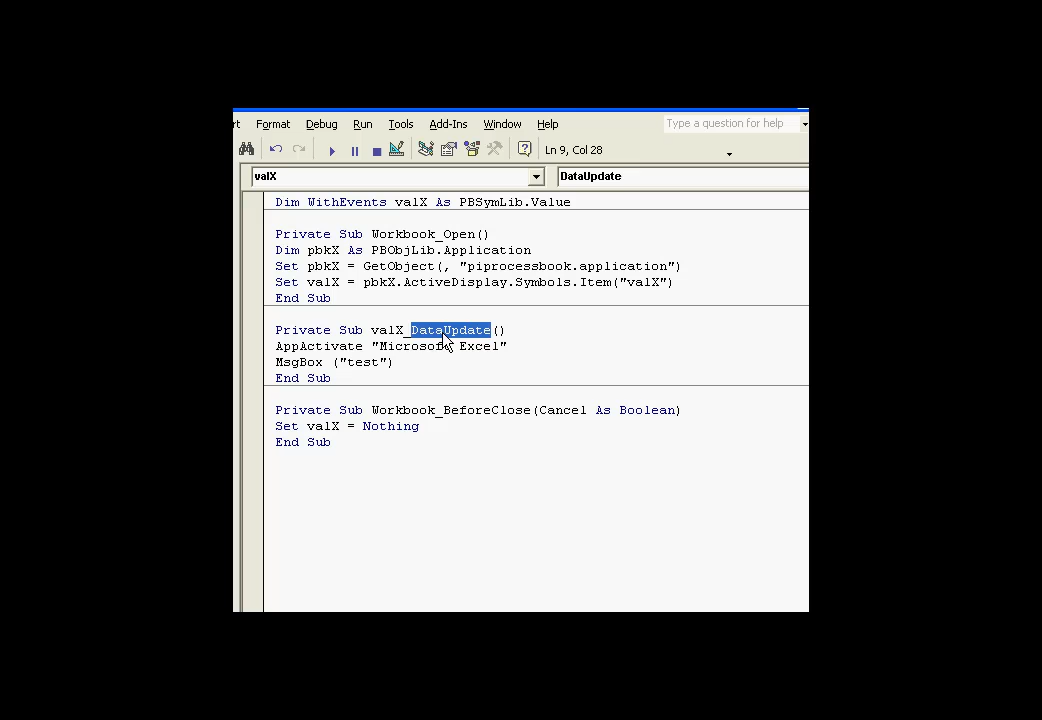 rt Format Debug Run Tools Add-Ins Window Help Type a question for help
Ln 9, Col 28
valX DataUpdate
Dim WithEvents valX As PBSymLib.Value
Private Sub Workbook_Open()
Dim pbkX As PBObjLib.Application
Set pbkX = GetObject(, "piprocessbook.application")
Set valX = pbkX.ActiveDisplay.Symbols.Item("valX")
End Sub
Private Sub valX_DataUpdate()
AppActivate "Microsoft Excel"
MsgBox ("test")
End Sub
Private Sub Workbook_BeforeClose(Cancel As Boolean)
Set valX = Nothing
End Sub